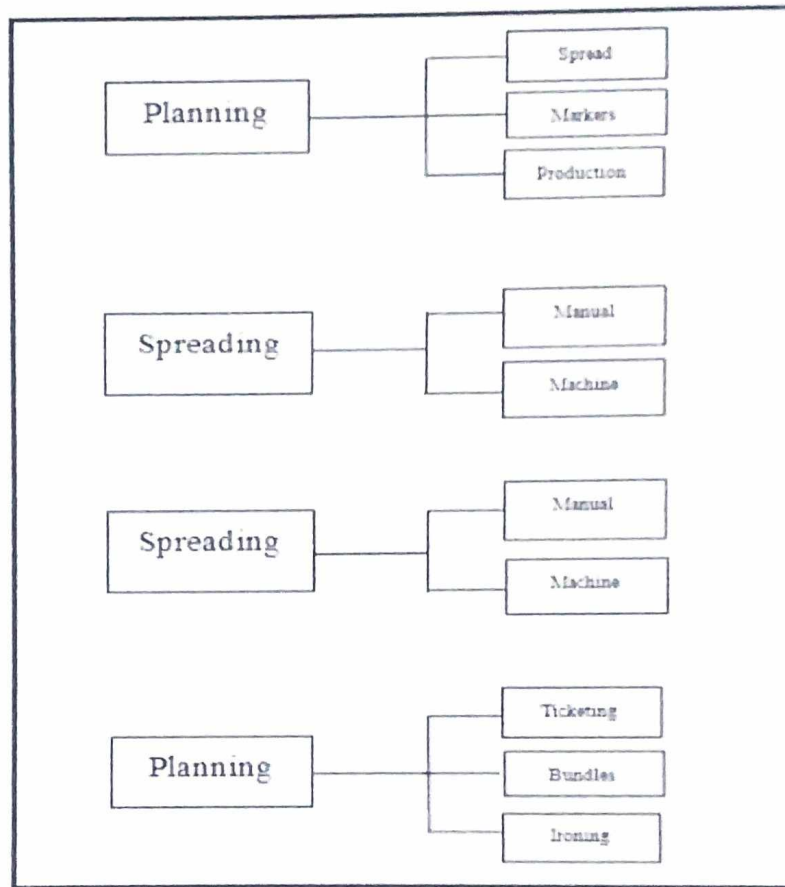 Planning
Spread
Markers
Production
Spreading
Manual
Machine
Spreading
Manual
Machine
Planning
Ticketing
Bundles
Ironing